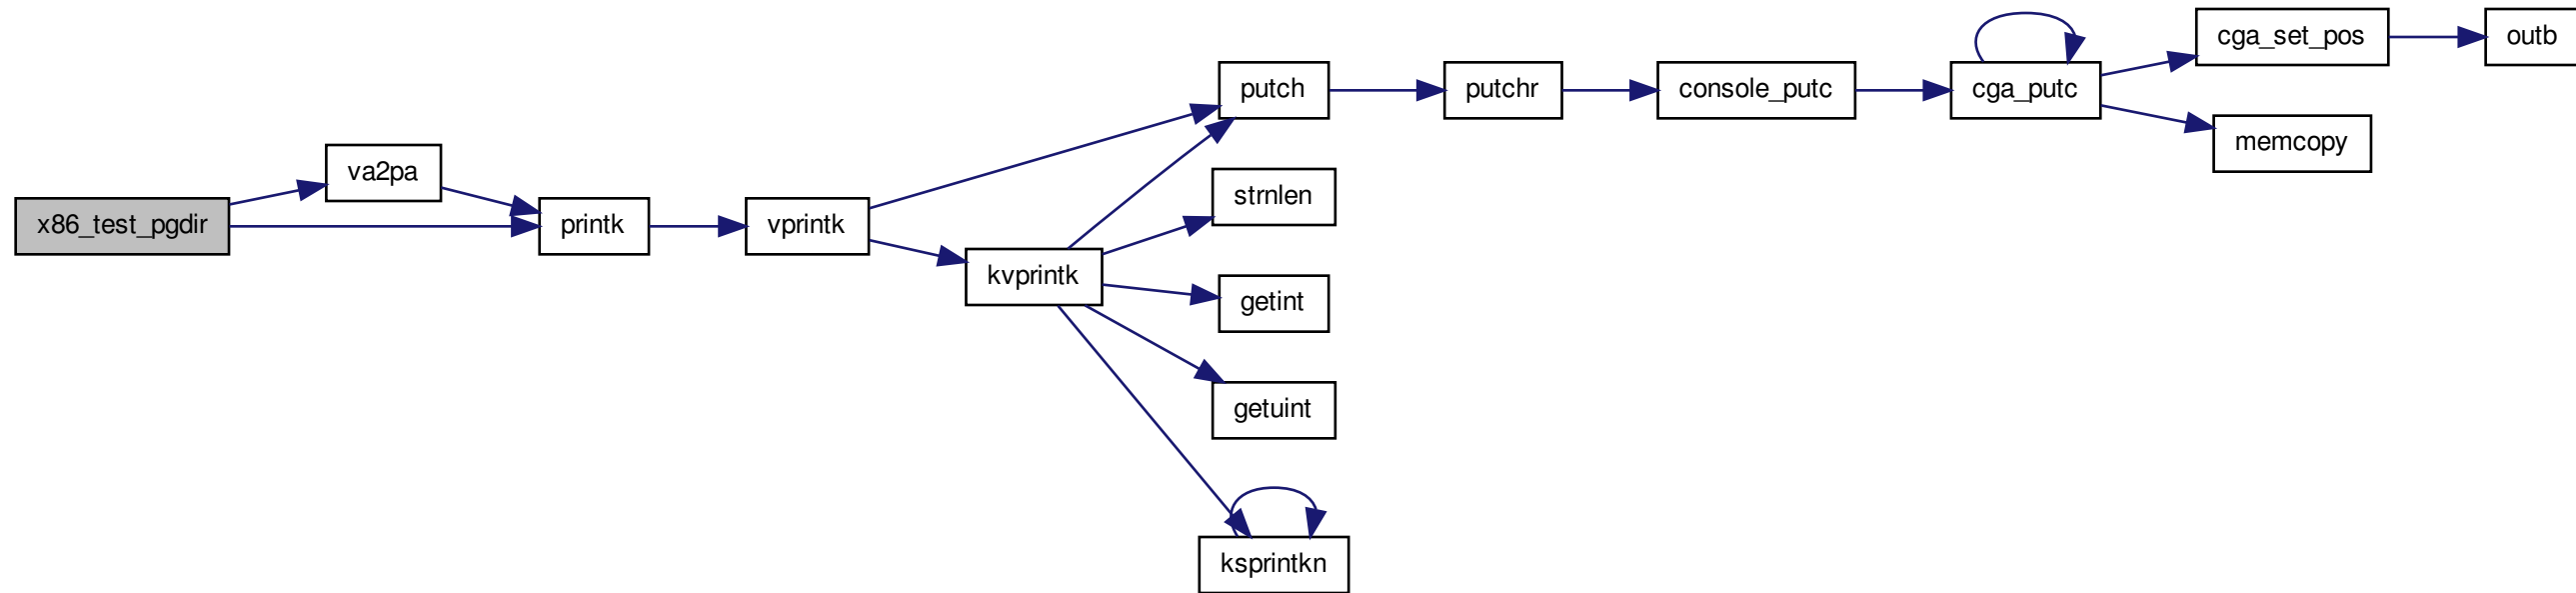 x86_test_pgdir
va2pa
printk
vprintk
kvprintk
putch
strnlen
getint
getuint
ksprintkn
putchr
console_putc
cga_putc
cga_set_pos
memcopy
outb